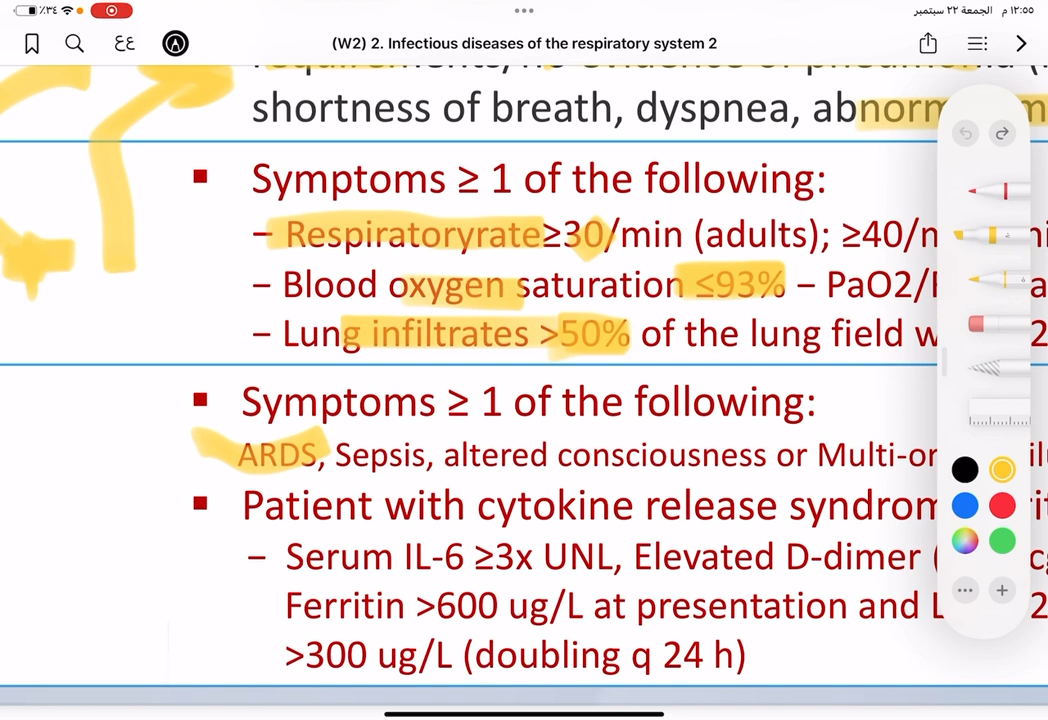 ١٢:٥٥ م الجمعة ٢٢ سبتمبر
٪٣٤
(W2) 2. Infectious diseases of the respiratory system 2
عع
shortness of breath, dyspnea, abnorm
▪ Symptoms ≥ 1 of the following:
– Respiratoryrate≥30/min (adults); ≥40/
– Blood oxygen saturation ≤93% – PaO2/
– Lung infiltrates >50% of the lung field
▪ Symptoms ≥ 1 of the following:
ARDS, Sepsis, altered consciousness or Multi-or
▪ Patient with cytokine release syndrom
– Serum IL-6 ≥3x UNL, Elevated D-dimer (
Ferritin >600 ug/L at presentation and
>300 ug/L (doubling q 24 h)